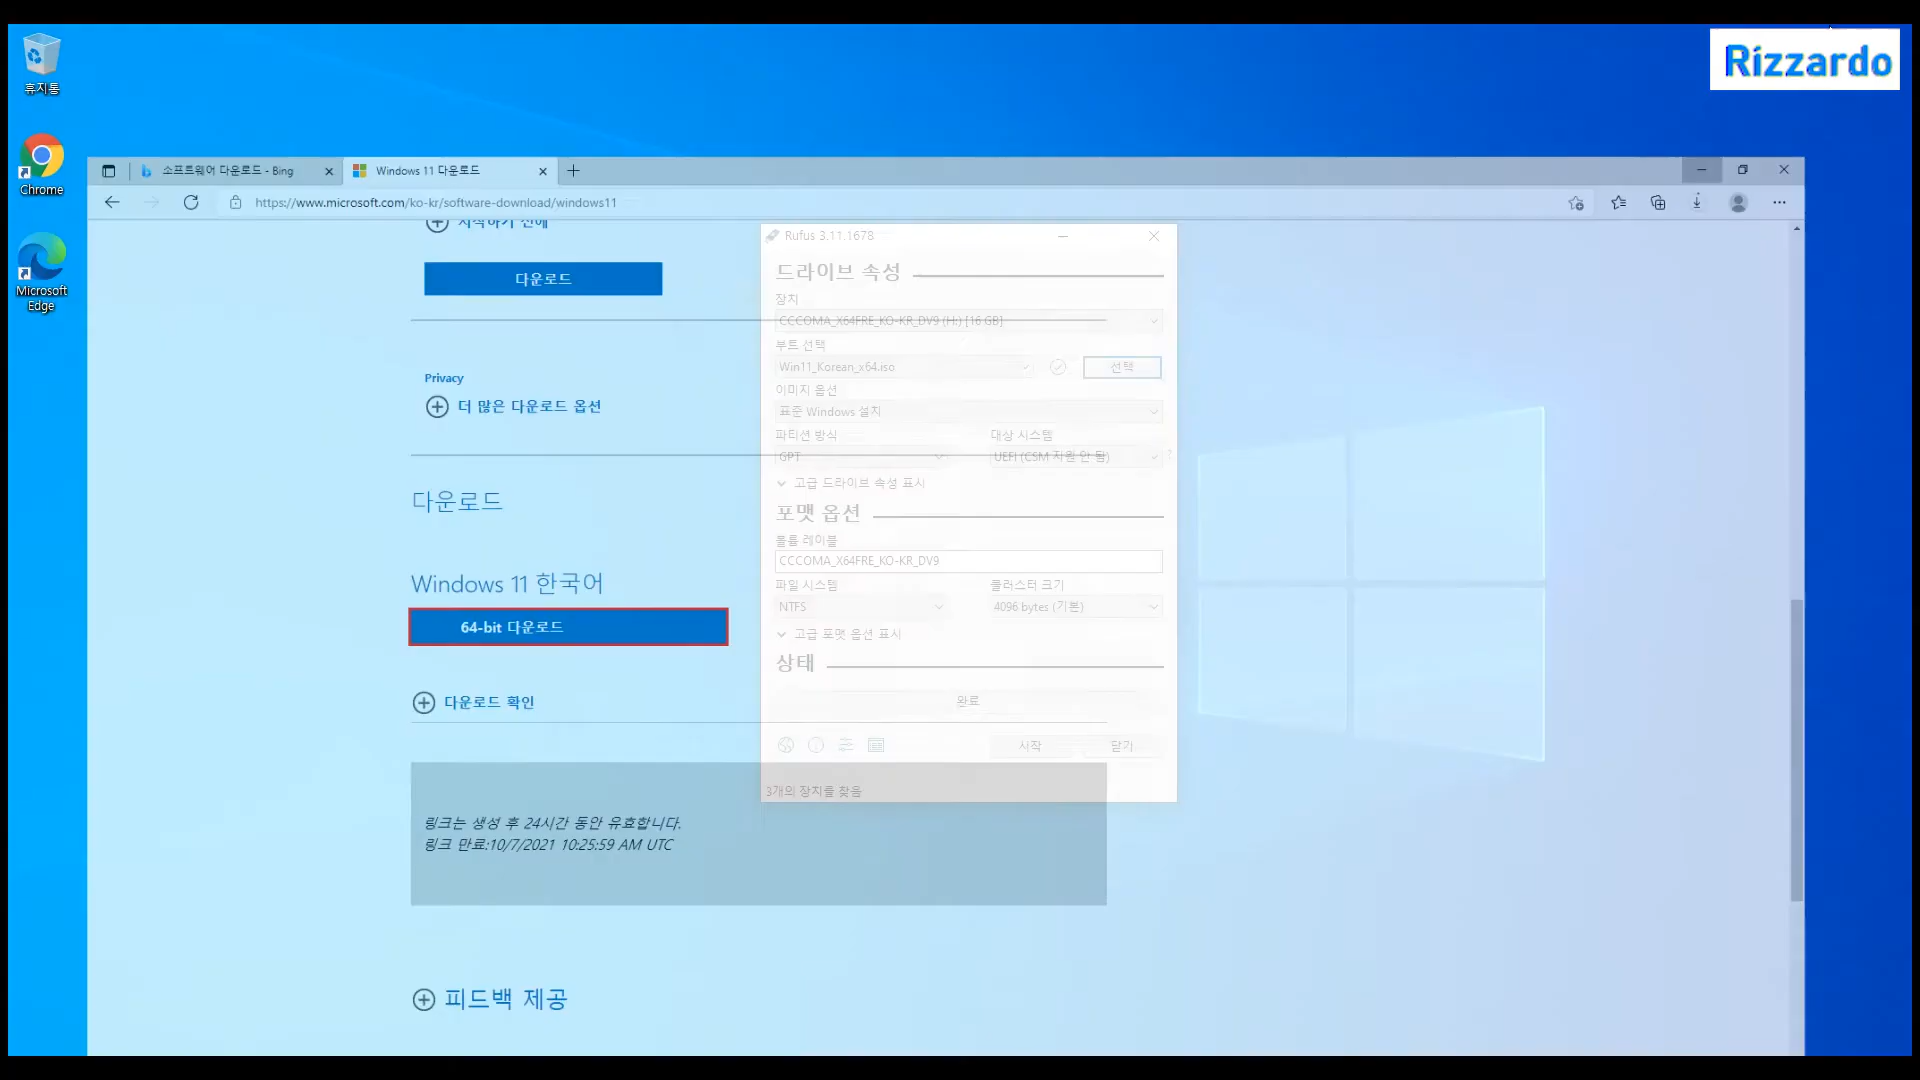 휴지통
Chrome
Microsoft
Edge
Rizzardo
소프트웨어 다운로드 - Bing
Windows 11 다운로드
https://www.microsoft.com/ko-kr/software-download/windows11
시작하기 전에
다운로드
Privacy
더 많은 다운로드 옵션
다운로드
Windows 11 한국어
64-bit 다운로드
다운로드 확인
링크는 생성 후 24시간 동안 유효합니다.
링크 만료:10/7/2021 10:25:59 AM UTC
피드백 제공
Rufus 3.11.1678
드라이브 속성
장치
CCCOMA_X64FRE_KO-KR_DV9 (H:) [16 GB]
부트 선택
Win11_Korean_x64.iso
선택
이미지 옵션
표준 Windows 설치
파티션 방식
대상 시스템
GPT
UEFI (CSM 지원 안 됨)
?
고급 드라이브 속성 표시
포맷 옵션
볼륨 레이블
CCCOMA_X64FRE_KO-KR_DV9
파일 시스템
클러스터 크기
NTFS
4096 bytes (기본)
고급 포맷 옵션 표시
상태
완료
시작
닫기
3개의 장치를 찾음